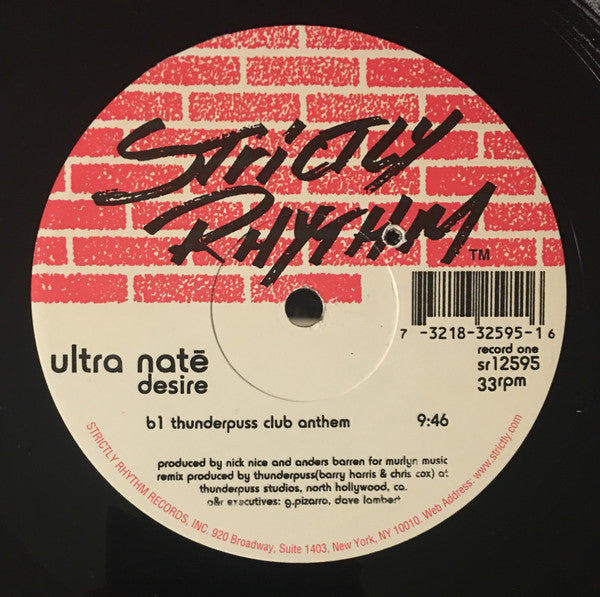 Strictly
Rhythm
TM
7 -3218-32595-1 6
record one
sr12595
33rpm
ultra natē
desire
b1 thunderpuss club anthem 9:46
produced by nick nice and anders barren for murlyn music
remix produced by thunderpuss(barry harris & chris cox) at
thunderpuss studios, north hollywood, ca.
a&r executives: g.pizarro, dave lambert
STRICTLY RHYTHM RECORDS, INC. 920 Broadway, Suite 1403, New York, NY 10010. Web Address: www.strictly.com